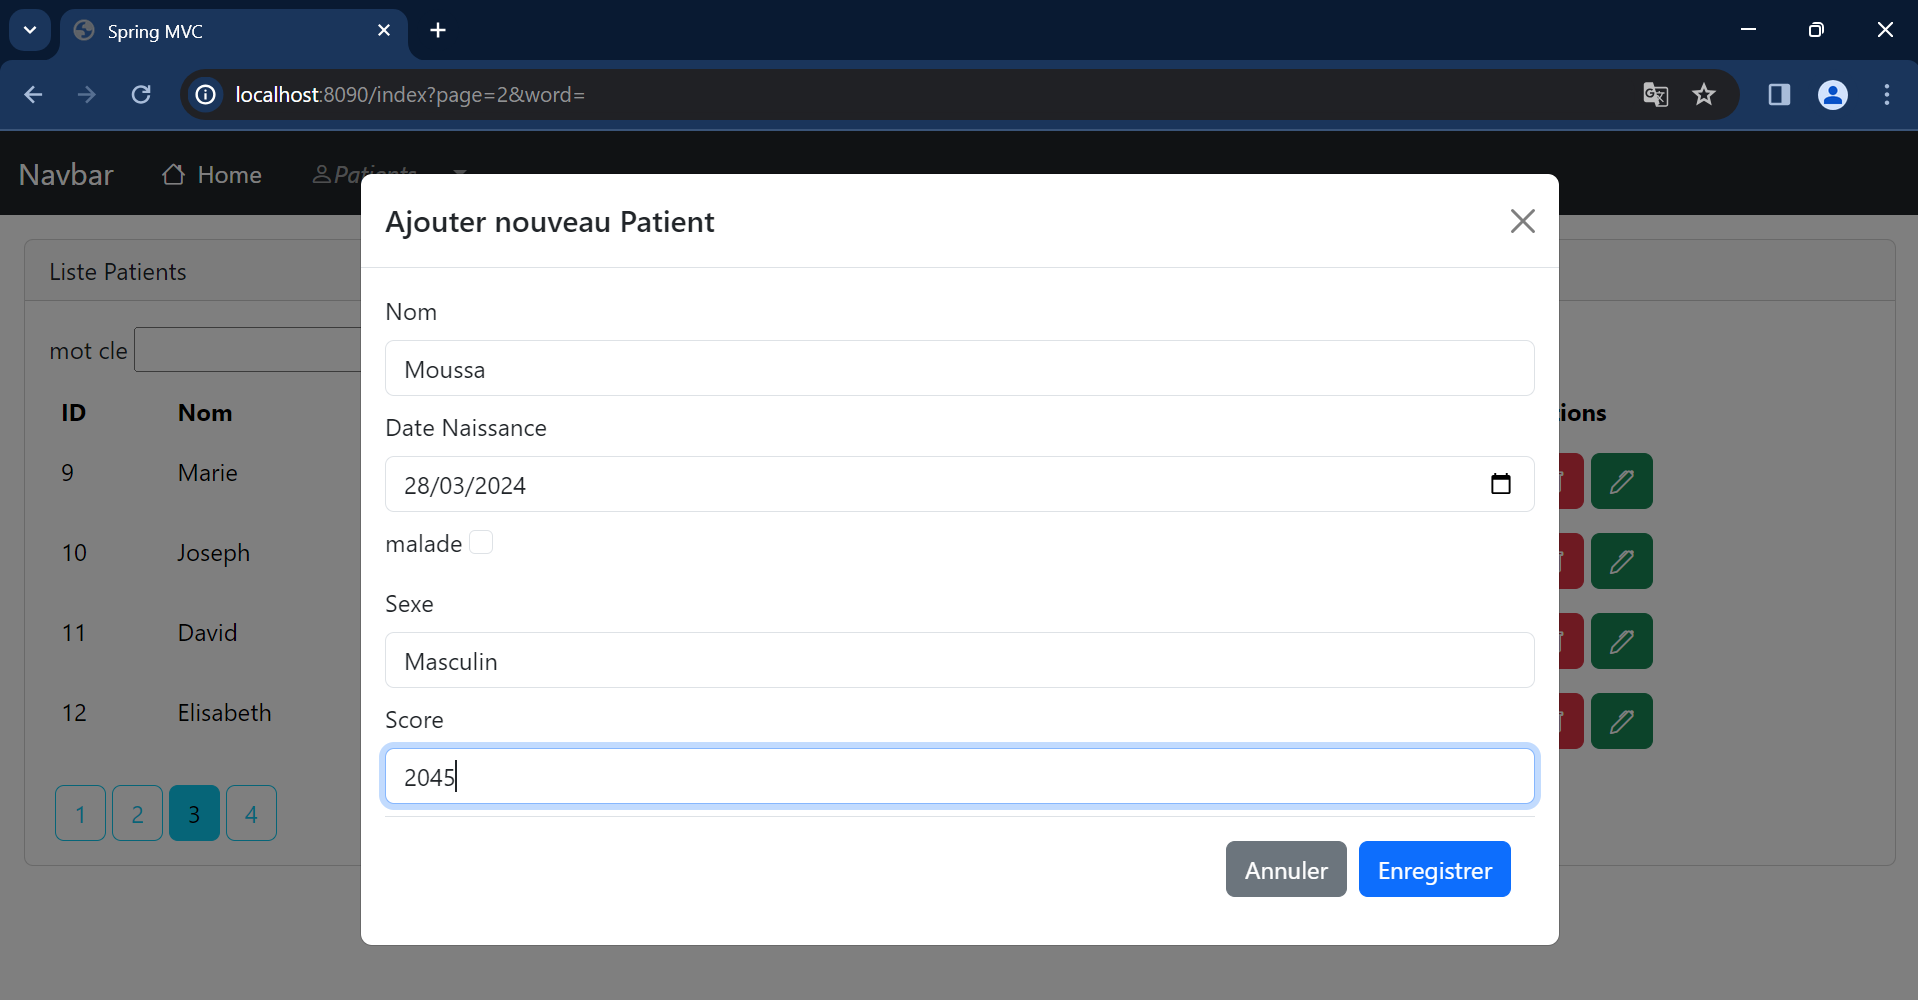 Spring MVC
localhost:8090/index?page=2&word=
Navbar Home Patients
Ajouter nouveau Patient
Liste Patients
Nom
mot cle
Moussa
ID Nom
Date Naissance
9 Marie
28/03/2024
malade
10 Joseph
Sexe
11 David
Masculin
12 Elisabeth
Score
2045
1 2 3 4
Annuler Enregistrer